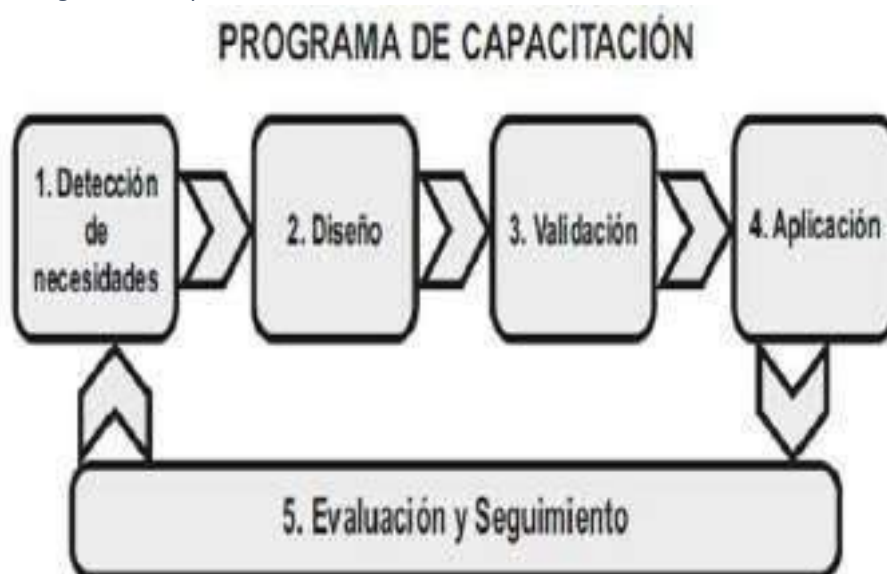 PROGRAMA DE CAPACITACIÓN
1. Detección
de
necesidades
2. Diseño
3. Validación
4. Aplicación
5. Evaluación y Seguimiento